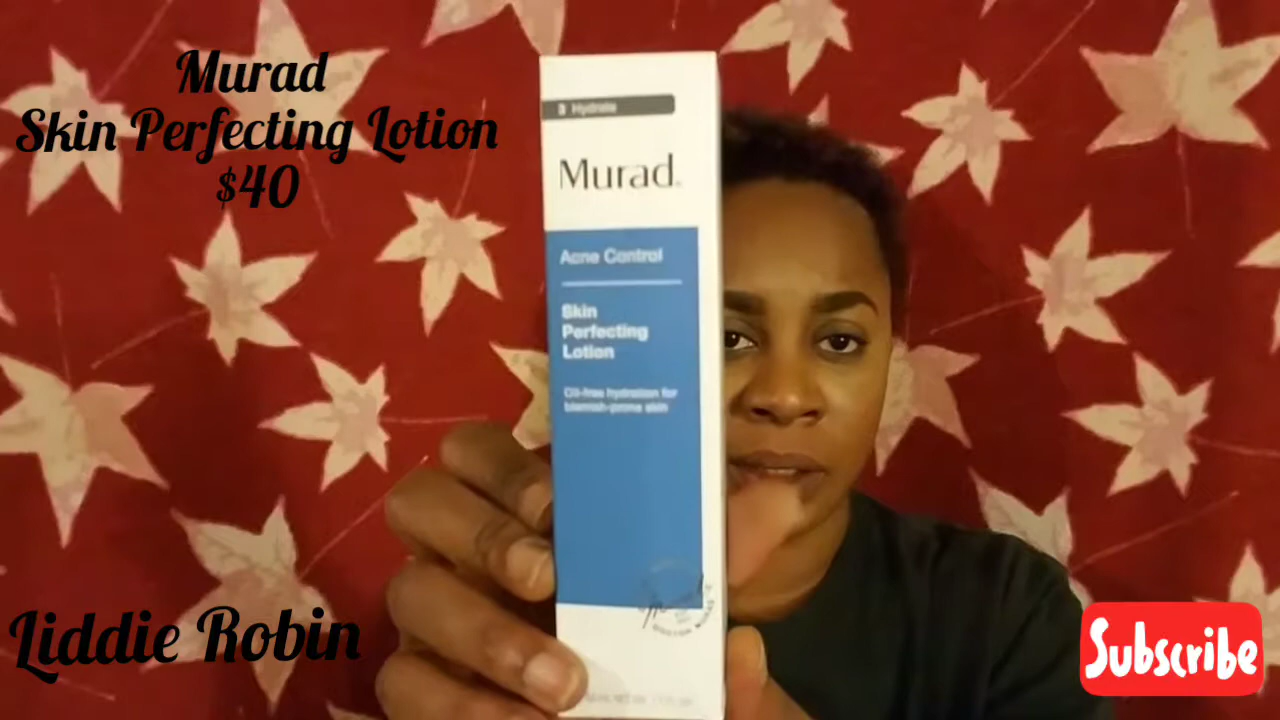 Murad
Skin Perfecting Lotion
$40
3 Hydrate
Murad.
Acne Control
Skin
Perfecting
Lotion
Oil-free hydration for
blemish-prone skin
Liddie Robin
Subscribe